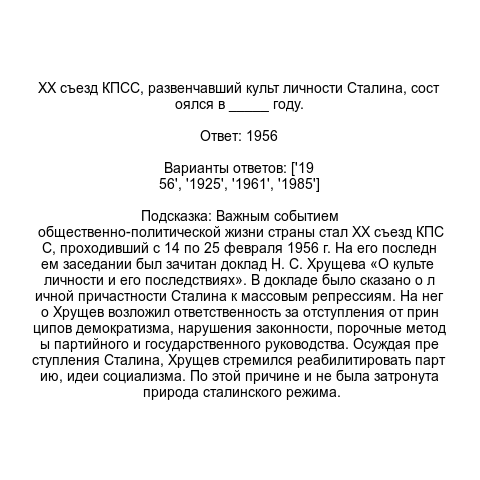 XX съезд КПСС, развенчавший культ личности Сталина, сост
оялся в _____ году.
Ответ: 1956
Варианты ответов: ['19
56', '1925', '1961', '1985']
Подсказка: Важным событием
общественно-политической жизни страны стал XX съезд КПС
С, проходивший с 14 по 25 февраля 1956 г. На его последн
ем заседании был зачитан доклад Н. С. Хрущева «О культе
личности и его последствиях». В докладе было сказано о л
ичной причастности Сталина к массовым репрессиям. На нег
о Хрущев возложил ответственность за отступления от прин
ципов демократизма, нарушения законности, порочные метод
ы партийного и государственного руководства. Осуждая пре
ступления Сталина, Хрущев стремился реабилитировать парт
ию, идеи социализма. По этой причине и не была затронута
природа сталинского режима.